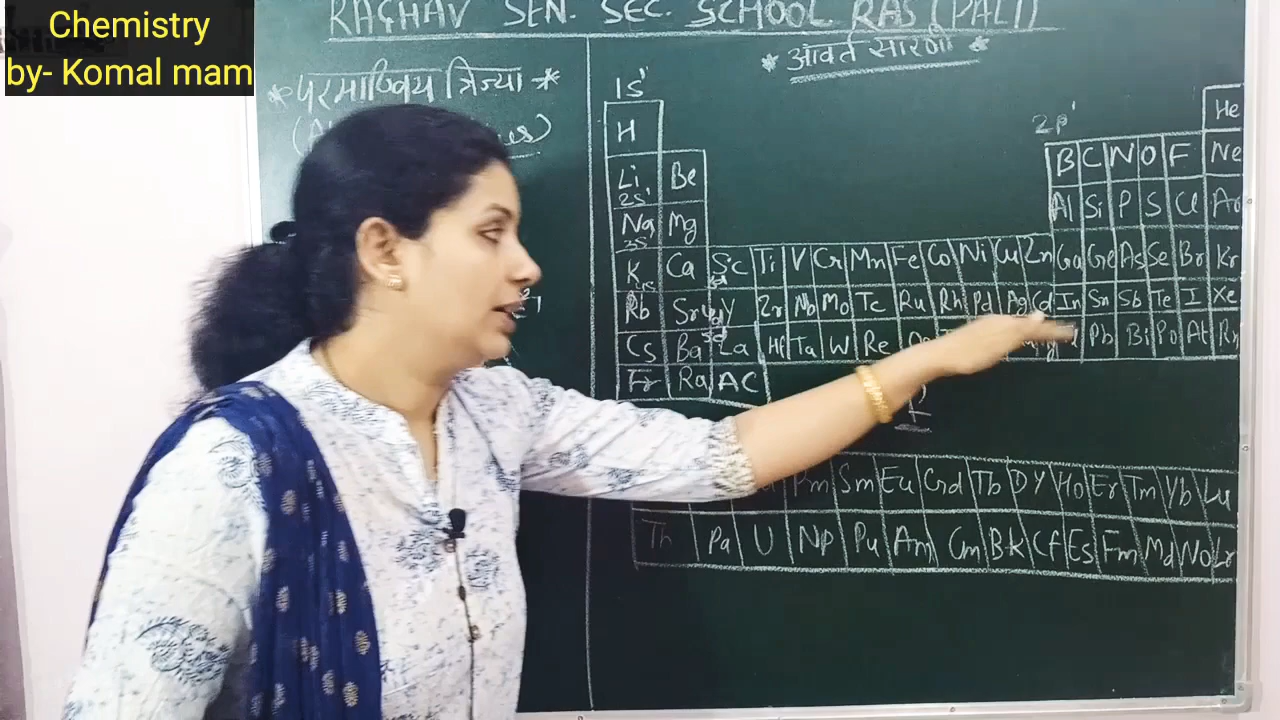 Chemistry
by- Komal mam
RAGHAV SEN. SEC. SCHOOL RAS (PALI)
* परमाण्विय त्रिज्या *
* आवर्त सारणी *
1s'
H
He
2p'
Li Be
B C N O F Ne
2s'
Na Mg
Al Si P S Cl Ar
3s'
K Ca Sc Ti V Cr Mn Fe Co Ni Cu Zn Ga Ge As Se Br Kr
Rb Sr Y Zr Nb Mo Tc Ru Rh Pd Ag Cd In Sn Sb Te I Xe
Cs Ba La Hf Ta W Re Pb Bi Po At Rn
Fr Ra AC
Pm Sm Eu Gd Tb DY Ho Er Tm Yb Lu
Th Pa U NP Pu Am Cm Bk Cf Es Fm Md No Lr